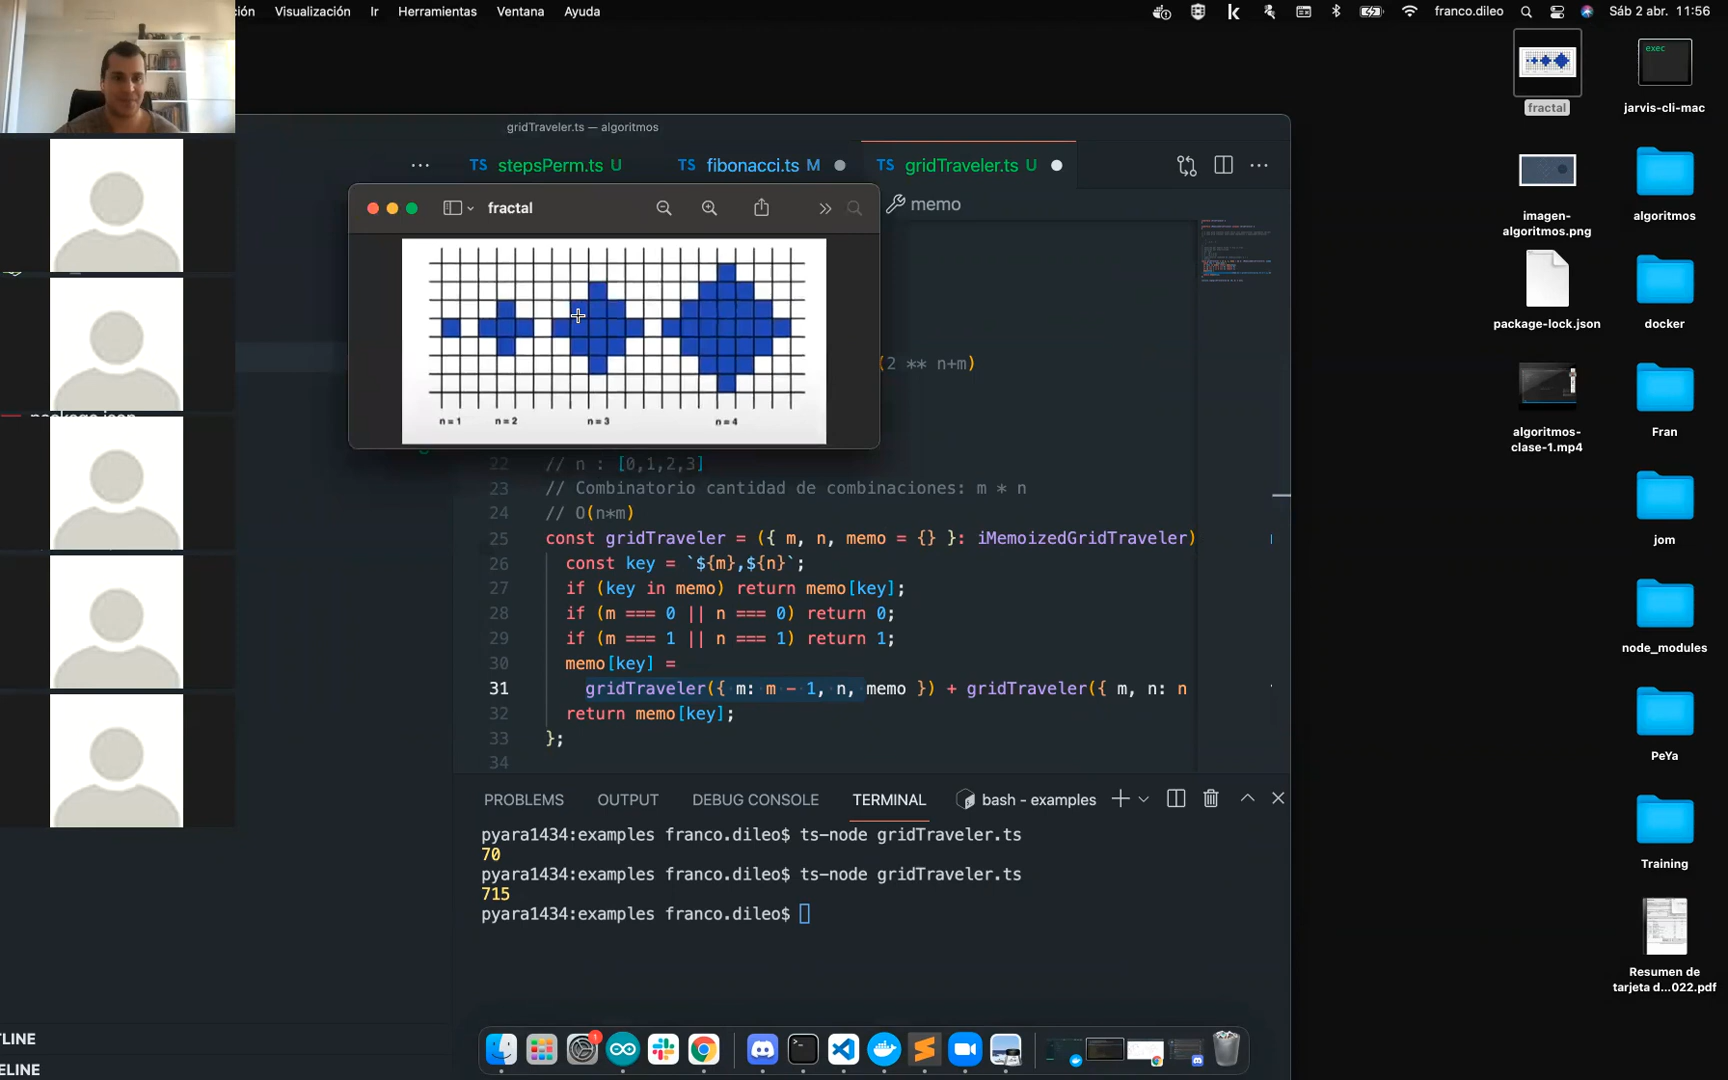 ción Visualización Ir Herramientas Ventana Ayuda
franco.dileo Sáb 2 abr. 11:56
gridTraveler.ts — algoritmos
... TS stepsPerm.ts U TS fibonacci.ts M TS gridTraveler.ts U ...
memo
fractal
n=1 n=2 n=3 n=4
(2 ** n+m)
22 // n : [0,1,2,3]
23 // Combinatorio cantidad de combinaciones: m * n
24 // O(n*m)
25 const gridTraveler = ({ m, n, memo = {} }: iMemoizedGridTraveler)
26 const key = `${m},${n}`;
27 if (key in memo) return memo[key];
28 if (m === 0 || n === 0) return 0;
29 if (m === 1 || n === 1) return 1;
30 memo[key] =
31 gridTraveler({ m: m - 1, n, memo }) + gridTraveler({ m, n: n
32 return memo[key];
33 };
34
PROBLEMS OUTPUT DEBUG CONSOLE TERMINAL bash - examples
pyara1434:examples franco.dileo$ ts-node gridTraveler.ts
70
pyara1434:examples franco.dileo$ ts-node gridTraveler.ts
715
pyara1434:examples franco.dileo$
package.json
TLINE
ELINE
fractal
exec
jarvis-cli-mac
imagen-
algoritmos.png
algoritmos
package-lock.json
docker
algoritmos-
clase-1.mp4
Fran
jom
node_modules
PeYa
Training
Resumen de
tarjeta d...022.pdf
1